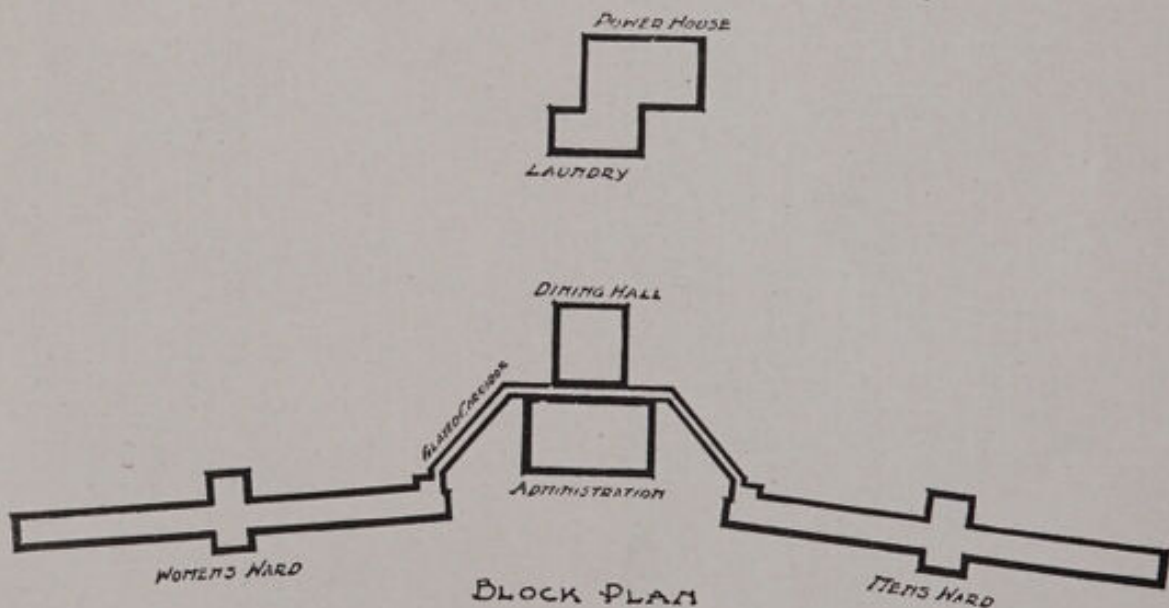 POWER HOUSE
LAUNDRY
DINING HALL
GLAZED CORRIDOR
ADMINISTRATION
WOMENS WARD
MENS WARD
BLOCK PLAN